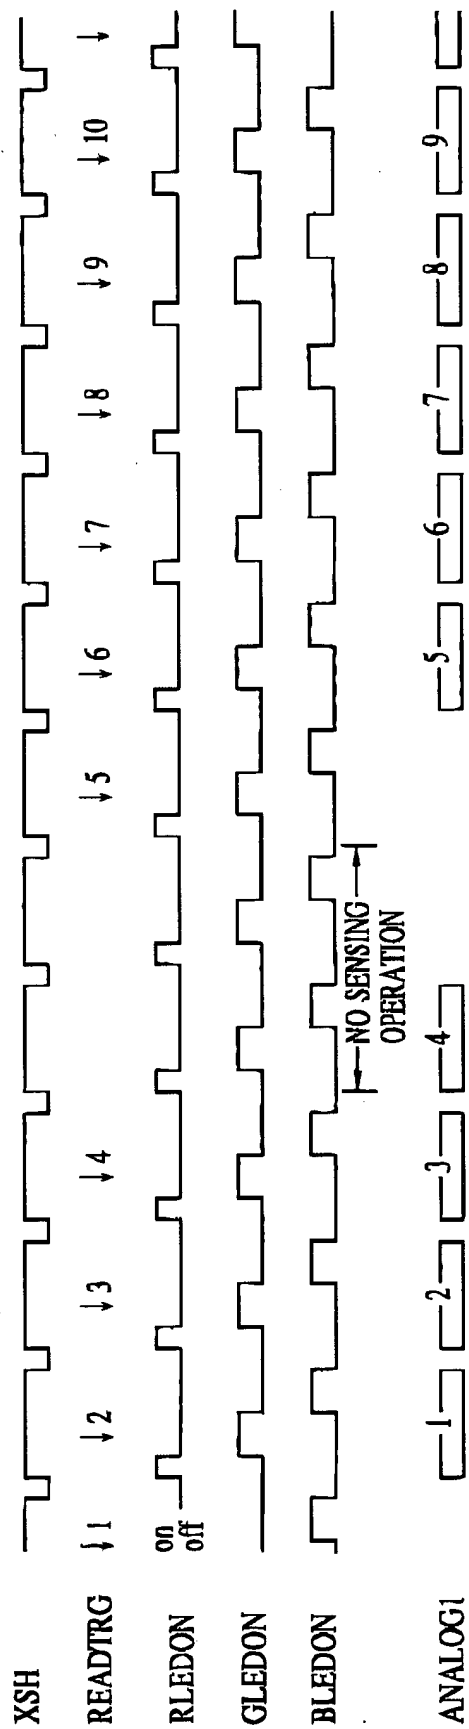 XSH
READTRG 1 2 3 4 5 6 7 8 9 10
RLEDON on
off
GLEDON
BLEDON
NO SENSING
OPERATION
ANALOG1 1 2 3 4 5 6 7 8 9